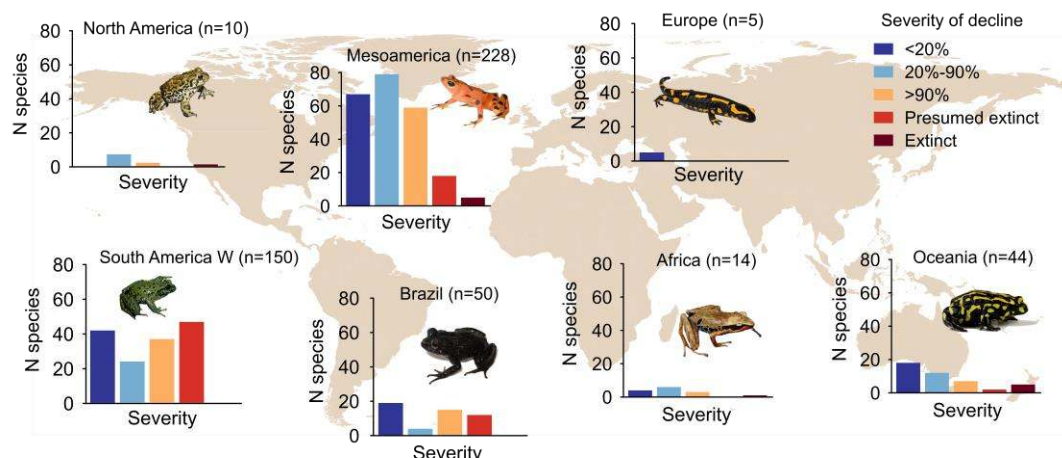 North America (n=10)
80
60
40
20
0
N species
Severity
Mesoamerica (n=228)
80
60
40
20
0
N species
Severity
Europe (n=5)
80
60
40
20
0
N species
Severity
Severity of decline
<20%
20%-90%
>90%
Presumed extinct
Extinct
South America W (n=150)
80
60
40
20
0
N species
Severity
Brazil (n=50)
80
60
40
20
0
N species
Severity
Africa (n=14)
80
60
40
20
0
N species
Severity
Oceania (n=44)
80
60
40
20
0
N species
Severity